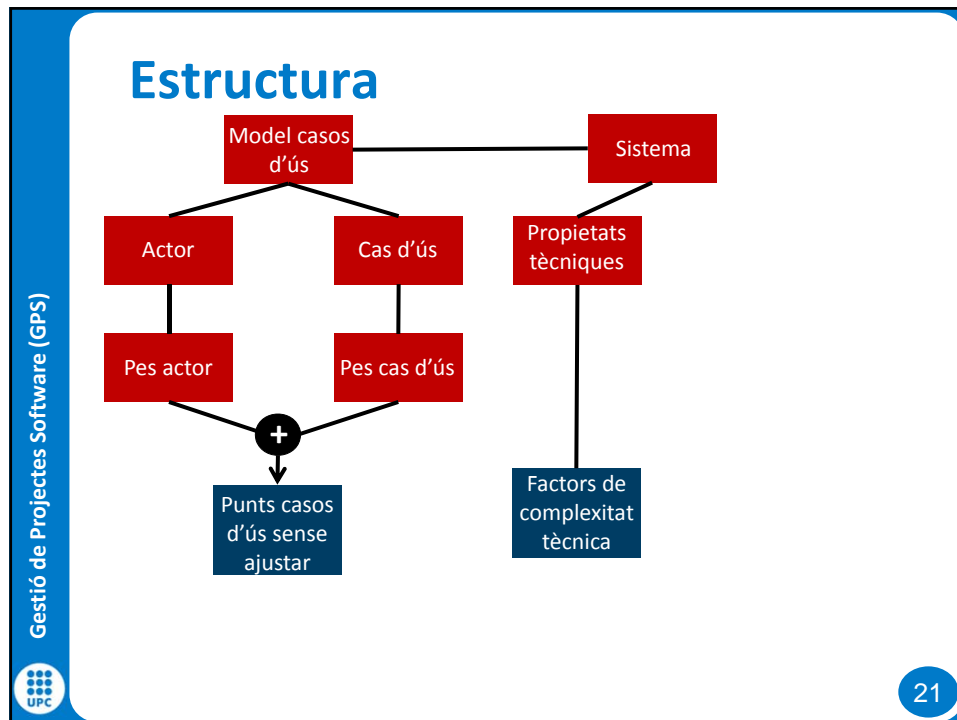 Estructura
Model casos
d'ús
Sistema
Actor
Cas d'ús
Propietats
tècniques
Pes actor
Pes cas d'ús
+
Punts casos
d'ús sense
ajustar
Factors de
complexitat
tècnica
Gestió de Projectes Software (GPS)
UPC
21